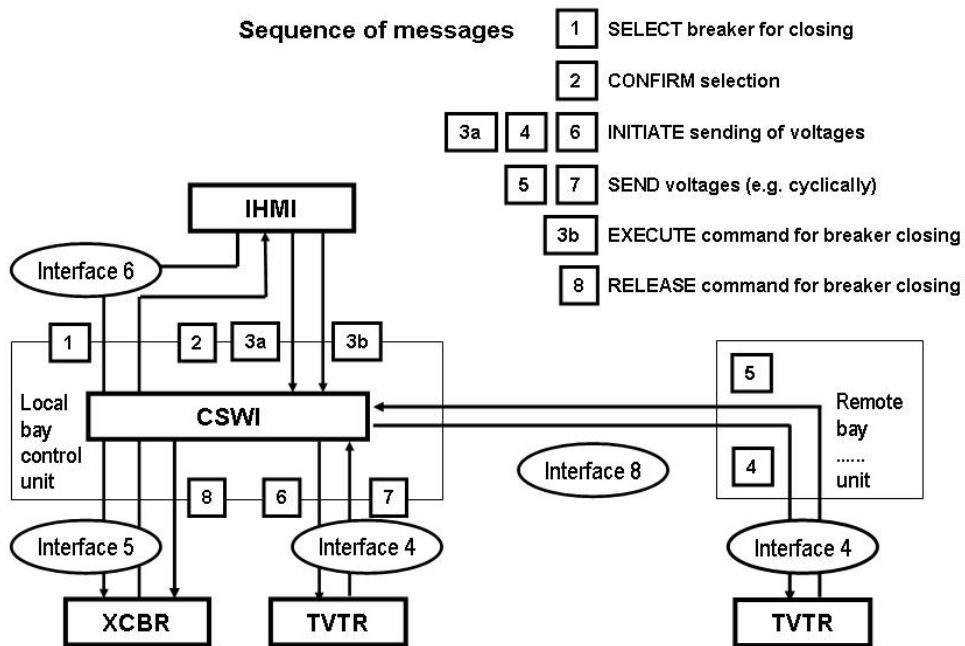 Sequence of messages
1 SELECT breaker for closing
2 CONFIRM selection
3a 4 6 INITIATE sending of voltages
5 7 SEND voltages (e.g. cyclically)
3b EXECUTE command for breaker closing
8 RELEASE command for breaker closing
IHMI
Interface 6
1 2 3a 3b
Local
bay
control
unit
CSWI
5
4
Remote
bay
......
unit
Interface 8
8 6 7
Interface 5
Interface 4
Interface 4
XCBR
TVTR
TVTR